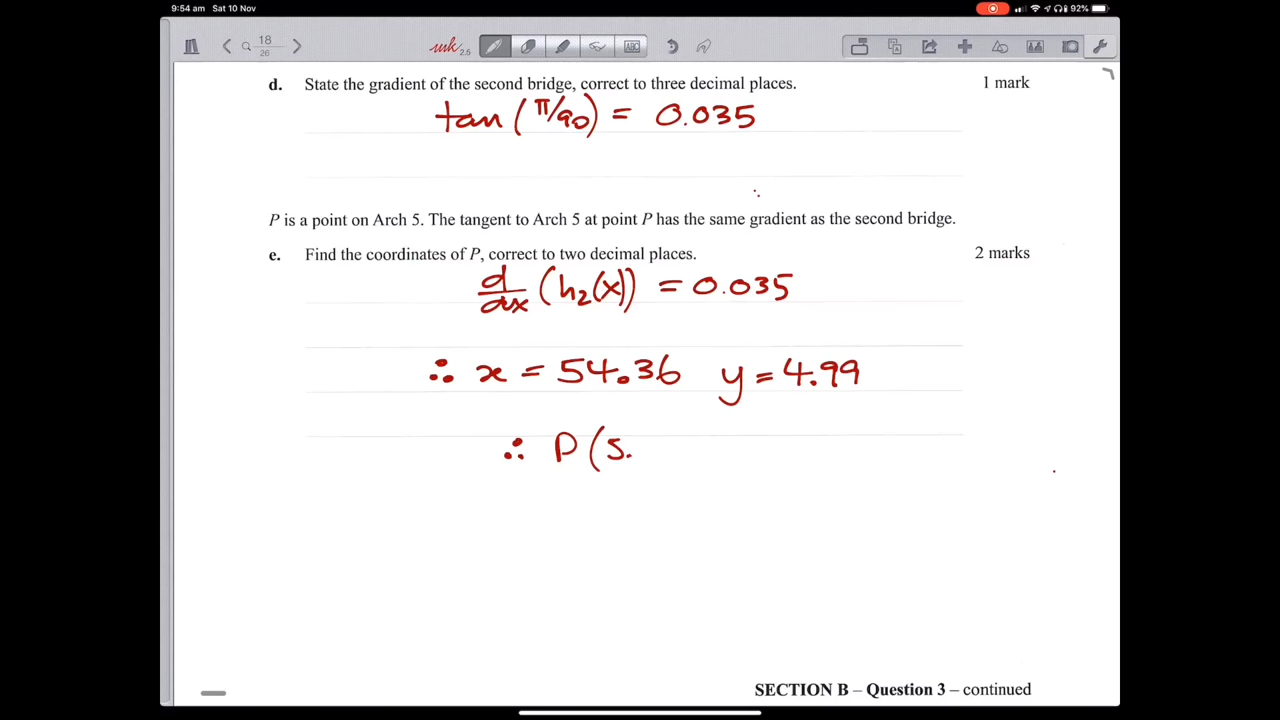 9:54 am Sat 10 Nov
92%
18
26
2.5
ABC
d. State the gradient of the second bridge, correct to three decimal places. 1 mark
tan (π/90) = 0.035
P is a point on Arch 5. The tangent to Arch 5 at point P has the same gradient as the second bridge.
e. Find the coordinates of P, correct to two decimal places. 2 marks
d/dx (h₂(x)) = 0.035
∴ x = 54.36 y = 4.99
∴ P (5.
SECTION B – Question 3 – continued